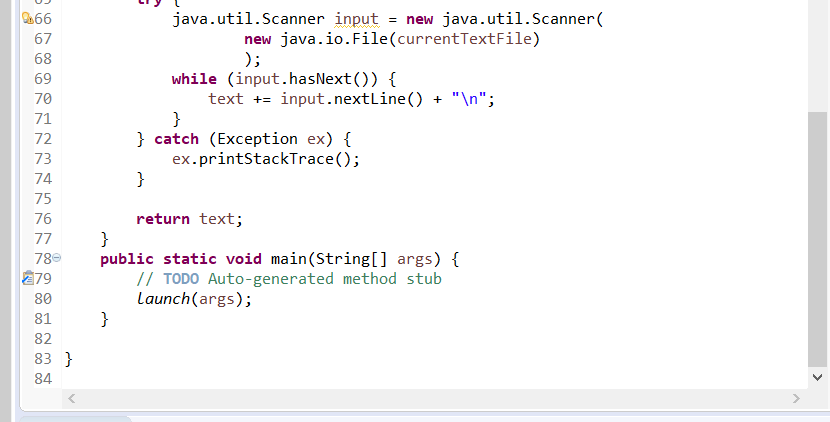 try {
66 java.util.Scanner input = new java.util.Scanner(
67 new java.io.File(currentTextFile)
68 );
69 while (input.hasNext()) {
70 text += input.nextLine() + "\n";
71 }
72 } catch (Exception ex) {
73 ex.printStackTrace();
74 }
75
76 return text;
77 }
78 public static void main(String[] args) {
79 // TODO Auto-generated method stub
80 launch(args);
81 }
82
83 }
84